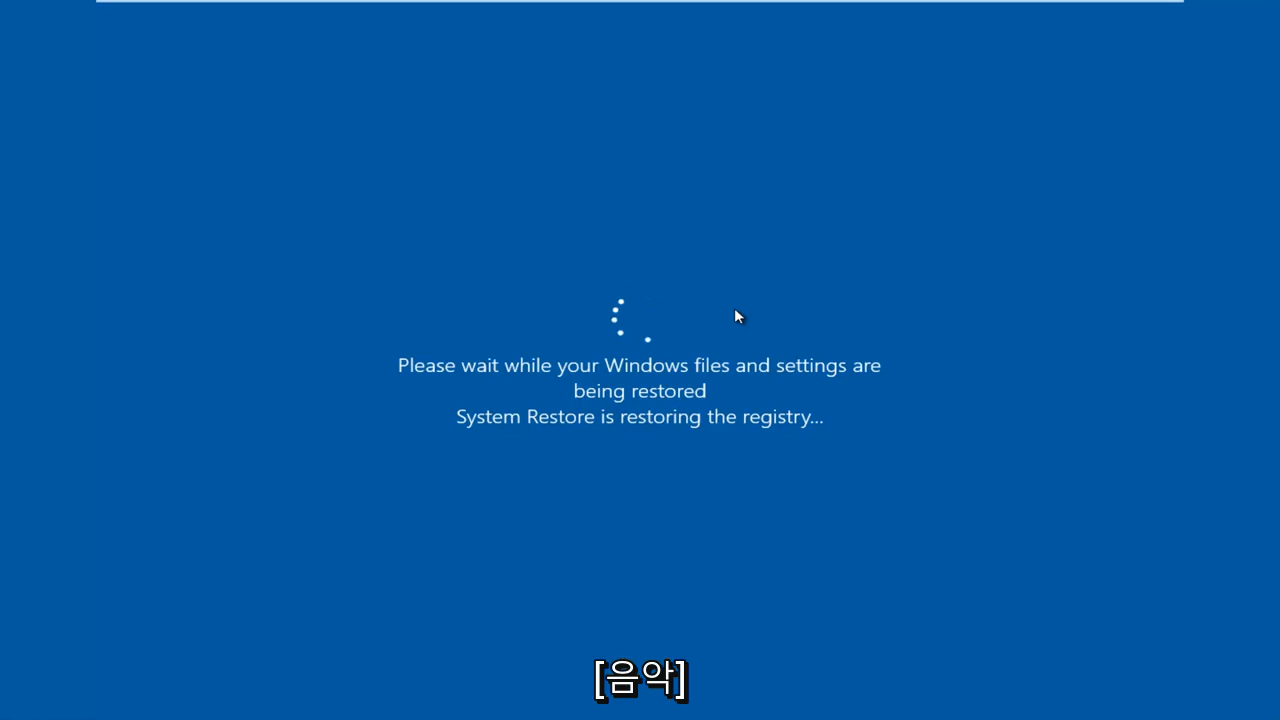 Please wait while your Windows files and settings are
being restored
System Restore is restoring the registry...
[음악]